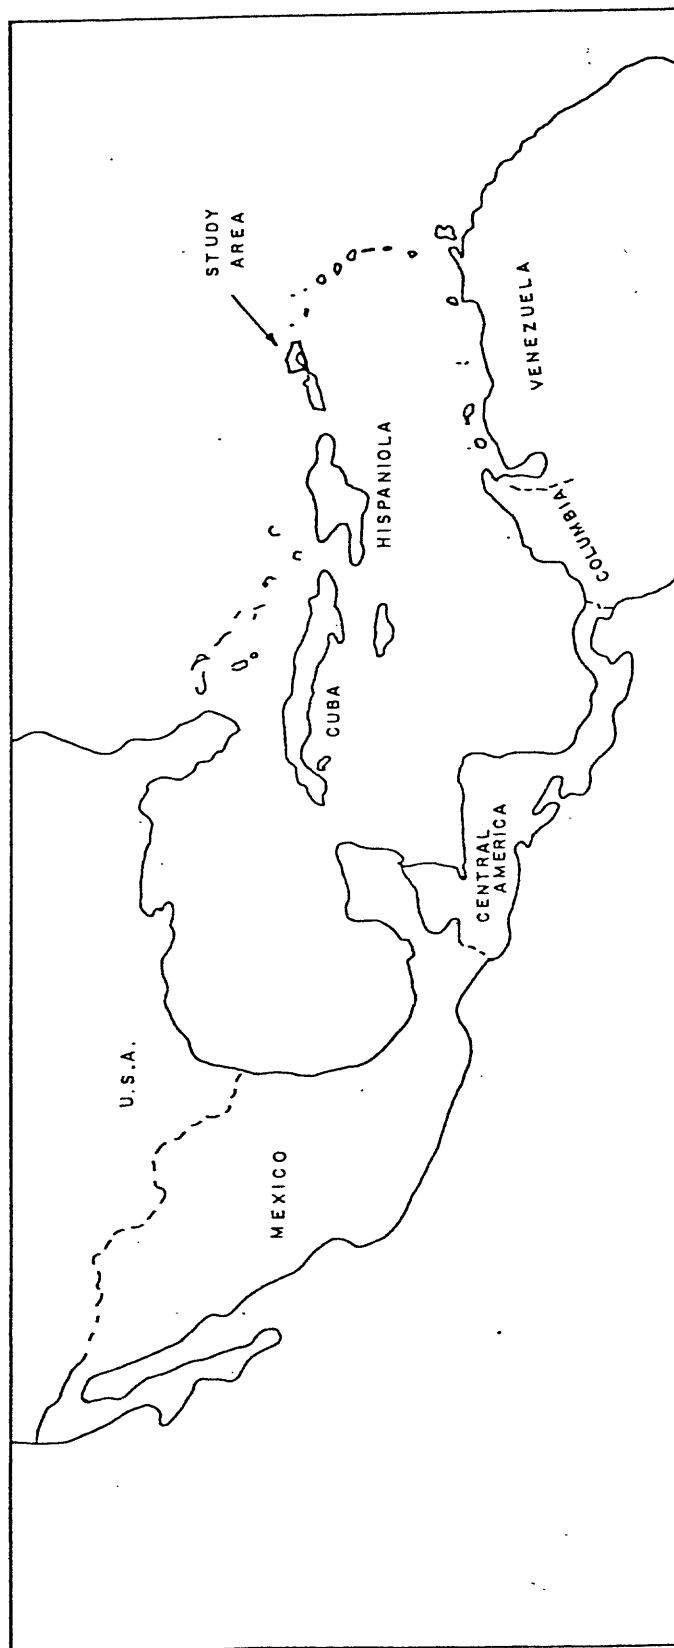 U.S.A.
MEXICO
STUDY
AREA
CUBA
HISPANIOLA
CENTRAL
AMERICA
COLUMBIA
VENEZUELA